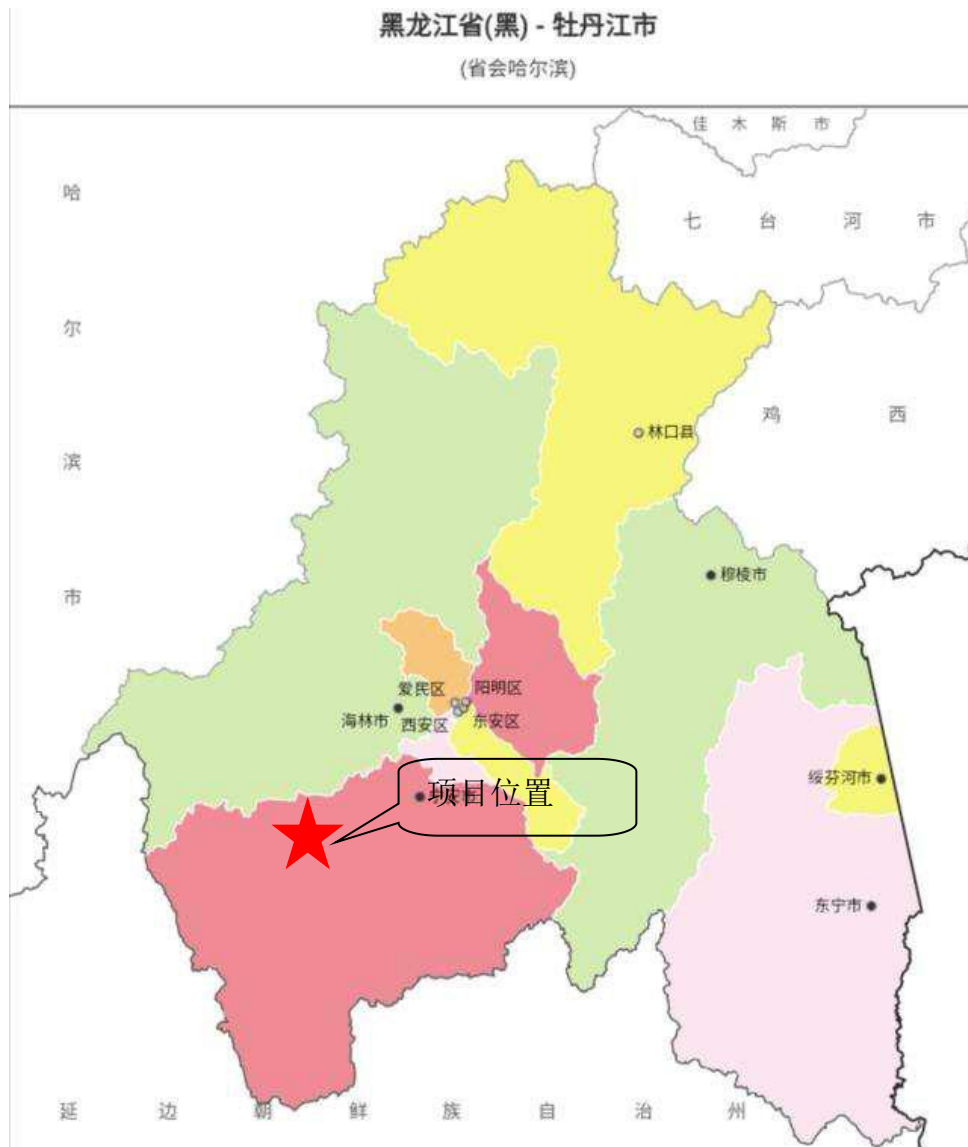 黑龙江省(黑) - 牡丹江市
(省会哈尔滨)
佳木斯市
哈尔滨市
七台河市
鸡西
林口县
穆棱市
爱民区
阳明区
海林市
西安区
东安区
绥芬河市
项目位置
东宁市
延边朝鲜族自治州